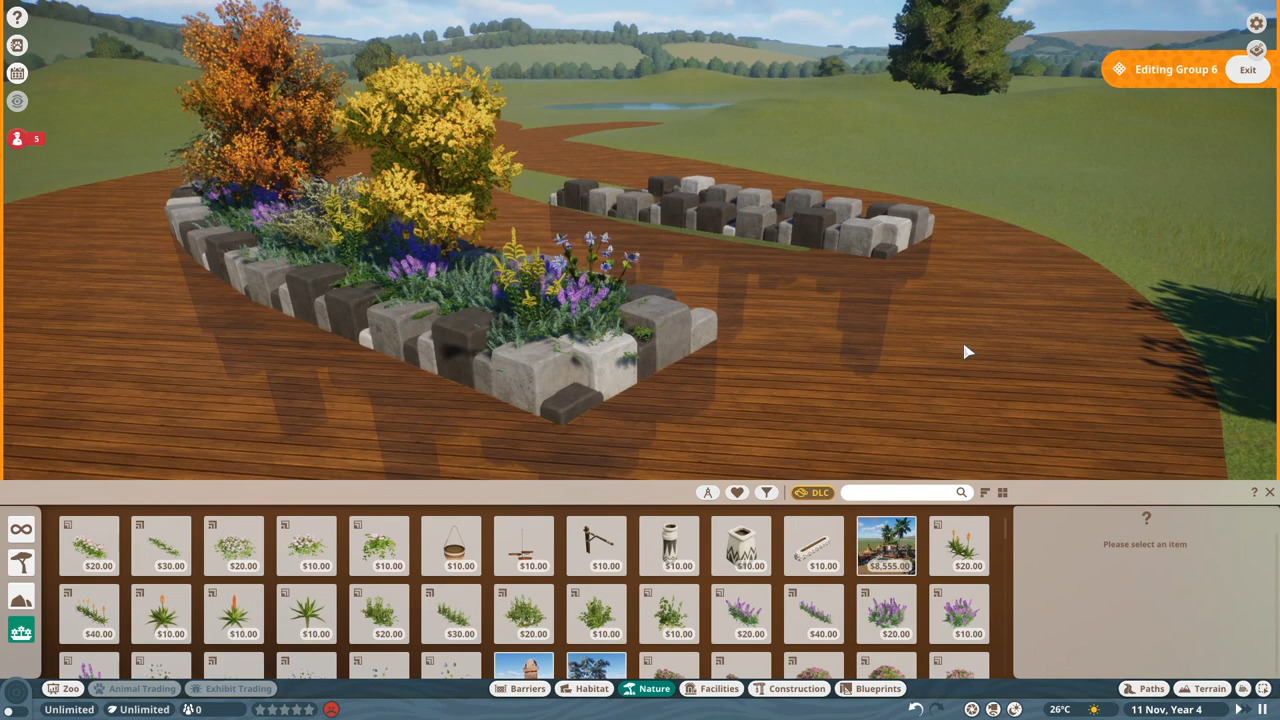 Editing Group 6
Exit
5
DLC
$20.00
$30.00
$20.00
$10.00
$10.00
$10.00
$10.00
$10.00
$10.00
$10.00
$10.00
$8,555.00
$20.00
?
Please select an item
$40.00
$10.00
$10.00
$10.00
$20.00
$30.00
$20.00
$10.00
$10.00
$20.00
$40.00
$20.00
$10.00
Zoo
Animal Trading
Exhibit Trading
Barriers
Habitat
Nature
Facilities
Construction
Blueprints
Paths
Terrain
Unlimited
Unlimited
0
26°C
11 Nov, Year 4